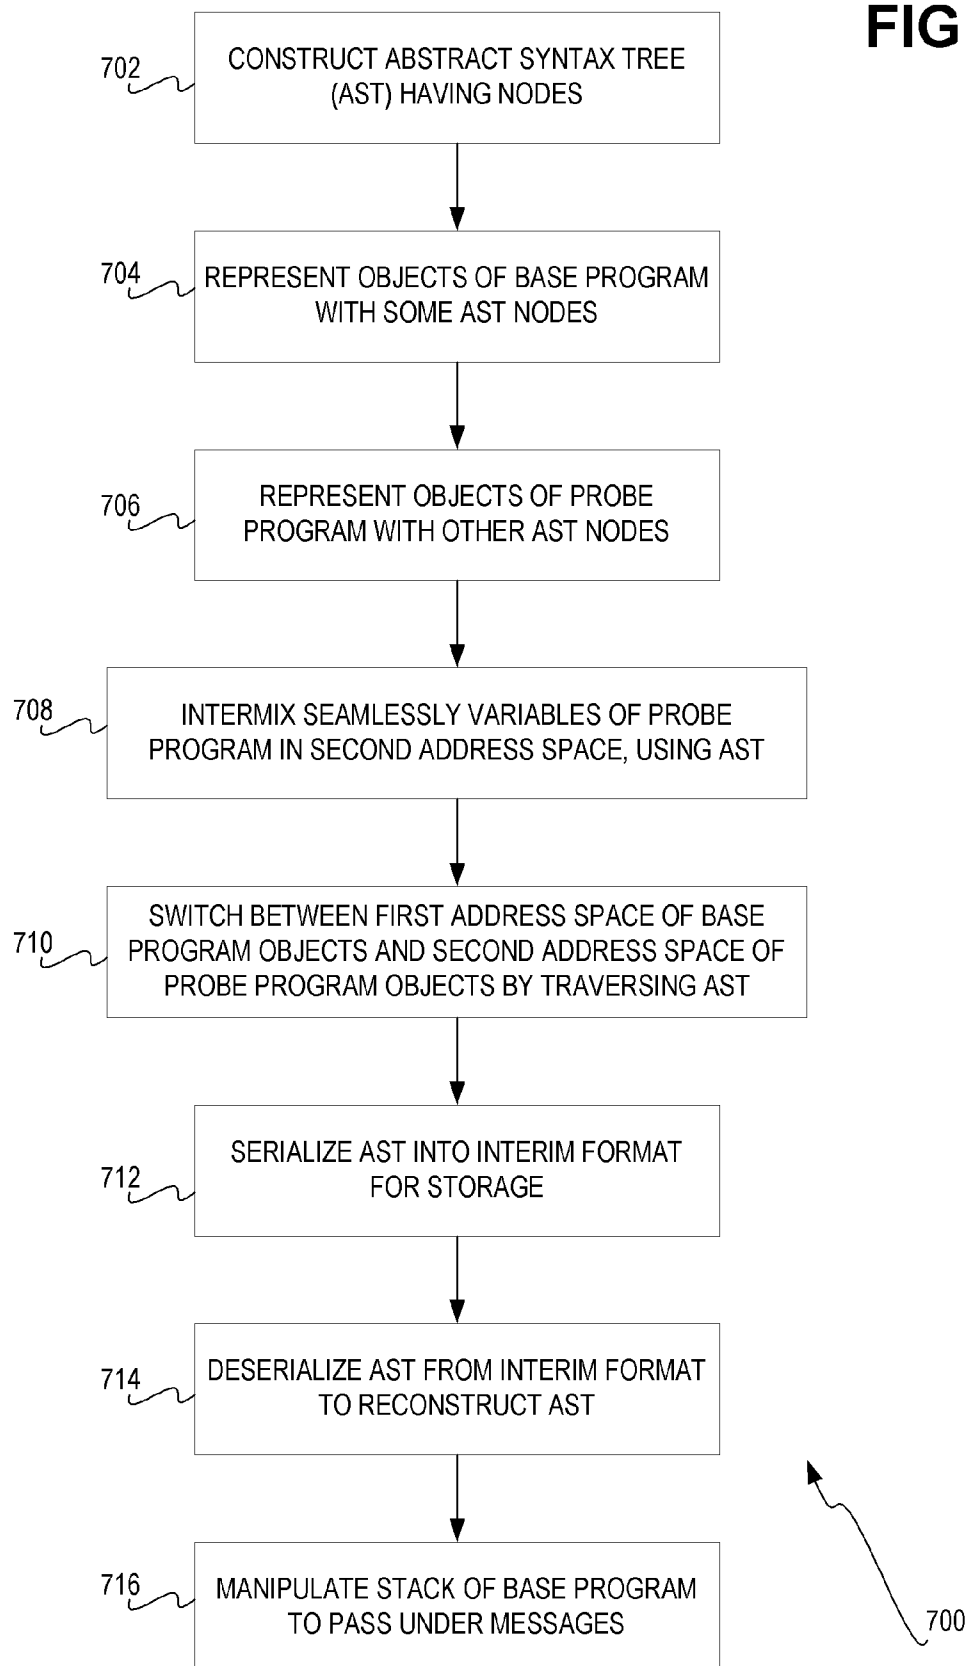 FIG
702
CONSTRUCT ABSTRACT SYNTAX TREE
(AST) HAVING NODES
704
REPRESENT OBJECTS OF BASE PROGRAM
WITH SOME AST NODES
706
REPRESENT OBJECTS OF PROBE
PROGRAM WITH OTHER AST NODES
708
INTERMIX SEAMLESSLY VARIABLES OF PROBE
PROGRAM IN SECOND ADDRESS SPACE, USING AST
710
SWITCH BETWEEN FIRST ADDRESS SPACE OF BASE
PROGRAM OBJECTS AND SECOND ADDRESS SPACE OF
PROBE PROGRAM OBJECTS BY TRAVERSING AST
712
SERIALIZE AST INTO INTERIM FORMAT
FOR STORAGE
714
DESERIALIZE AST FROM INTERIM FORMAT
TO RECONSTRUCT AST
716
MANIPULATE STACK OF BASE PROGRAM
TO PASS UNDER MESSAGES
700